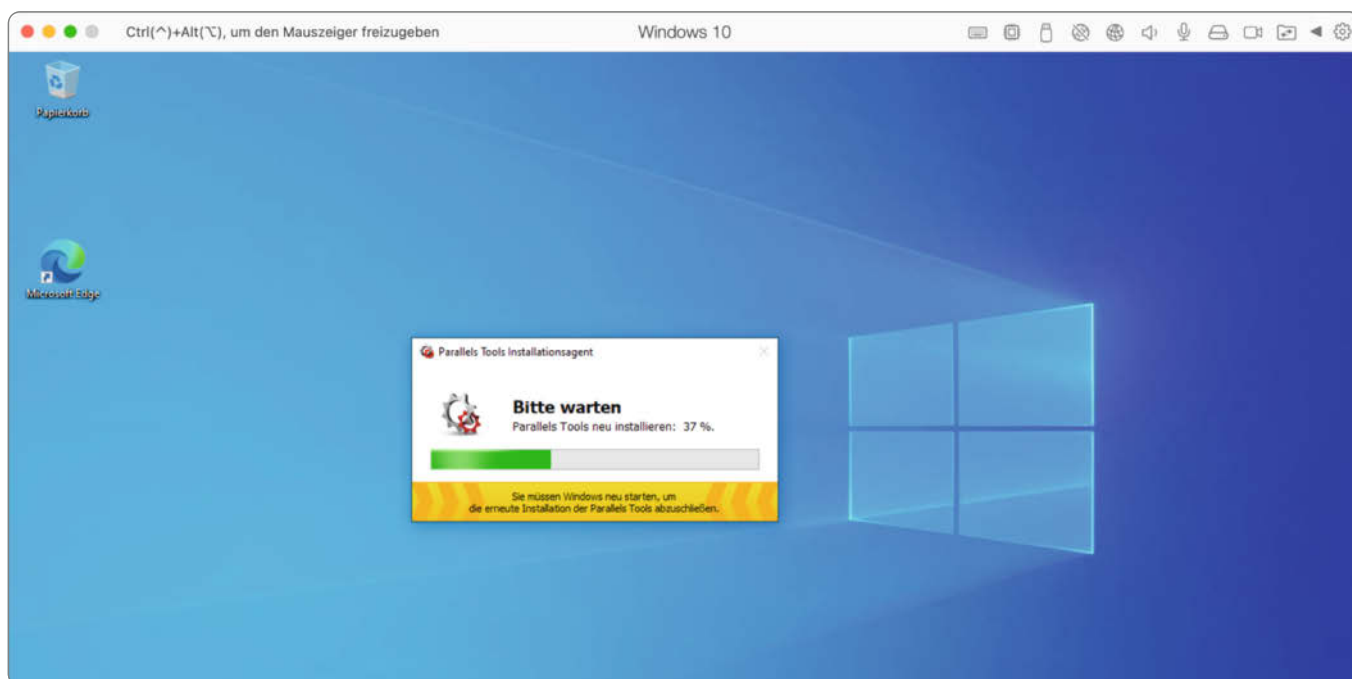 Ctrl(^)+Alt(⌥), um den Mauszeiger freizugeben
Windows 10
Papierkorb
Microsoft Edge
Parallels Tools Installationsagent
Bitte warten
Parallels Tools neu installieren: 37 %.
Sie müssen Windows neu starten, um
die erneute Installation der Parallels Tools abzuschließen.